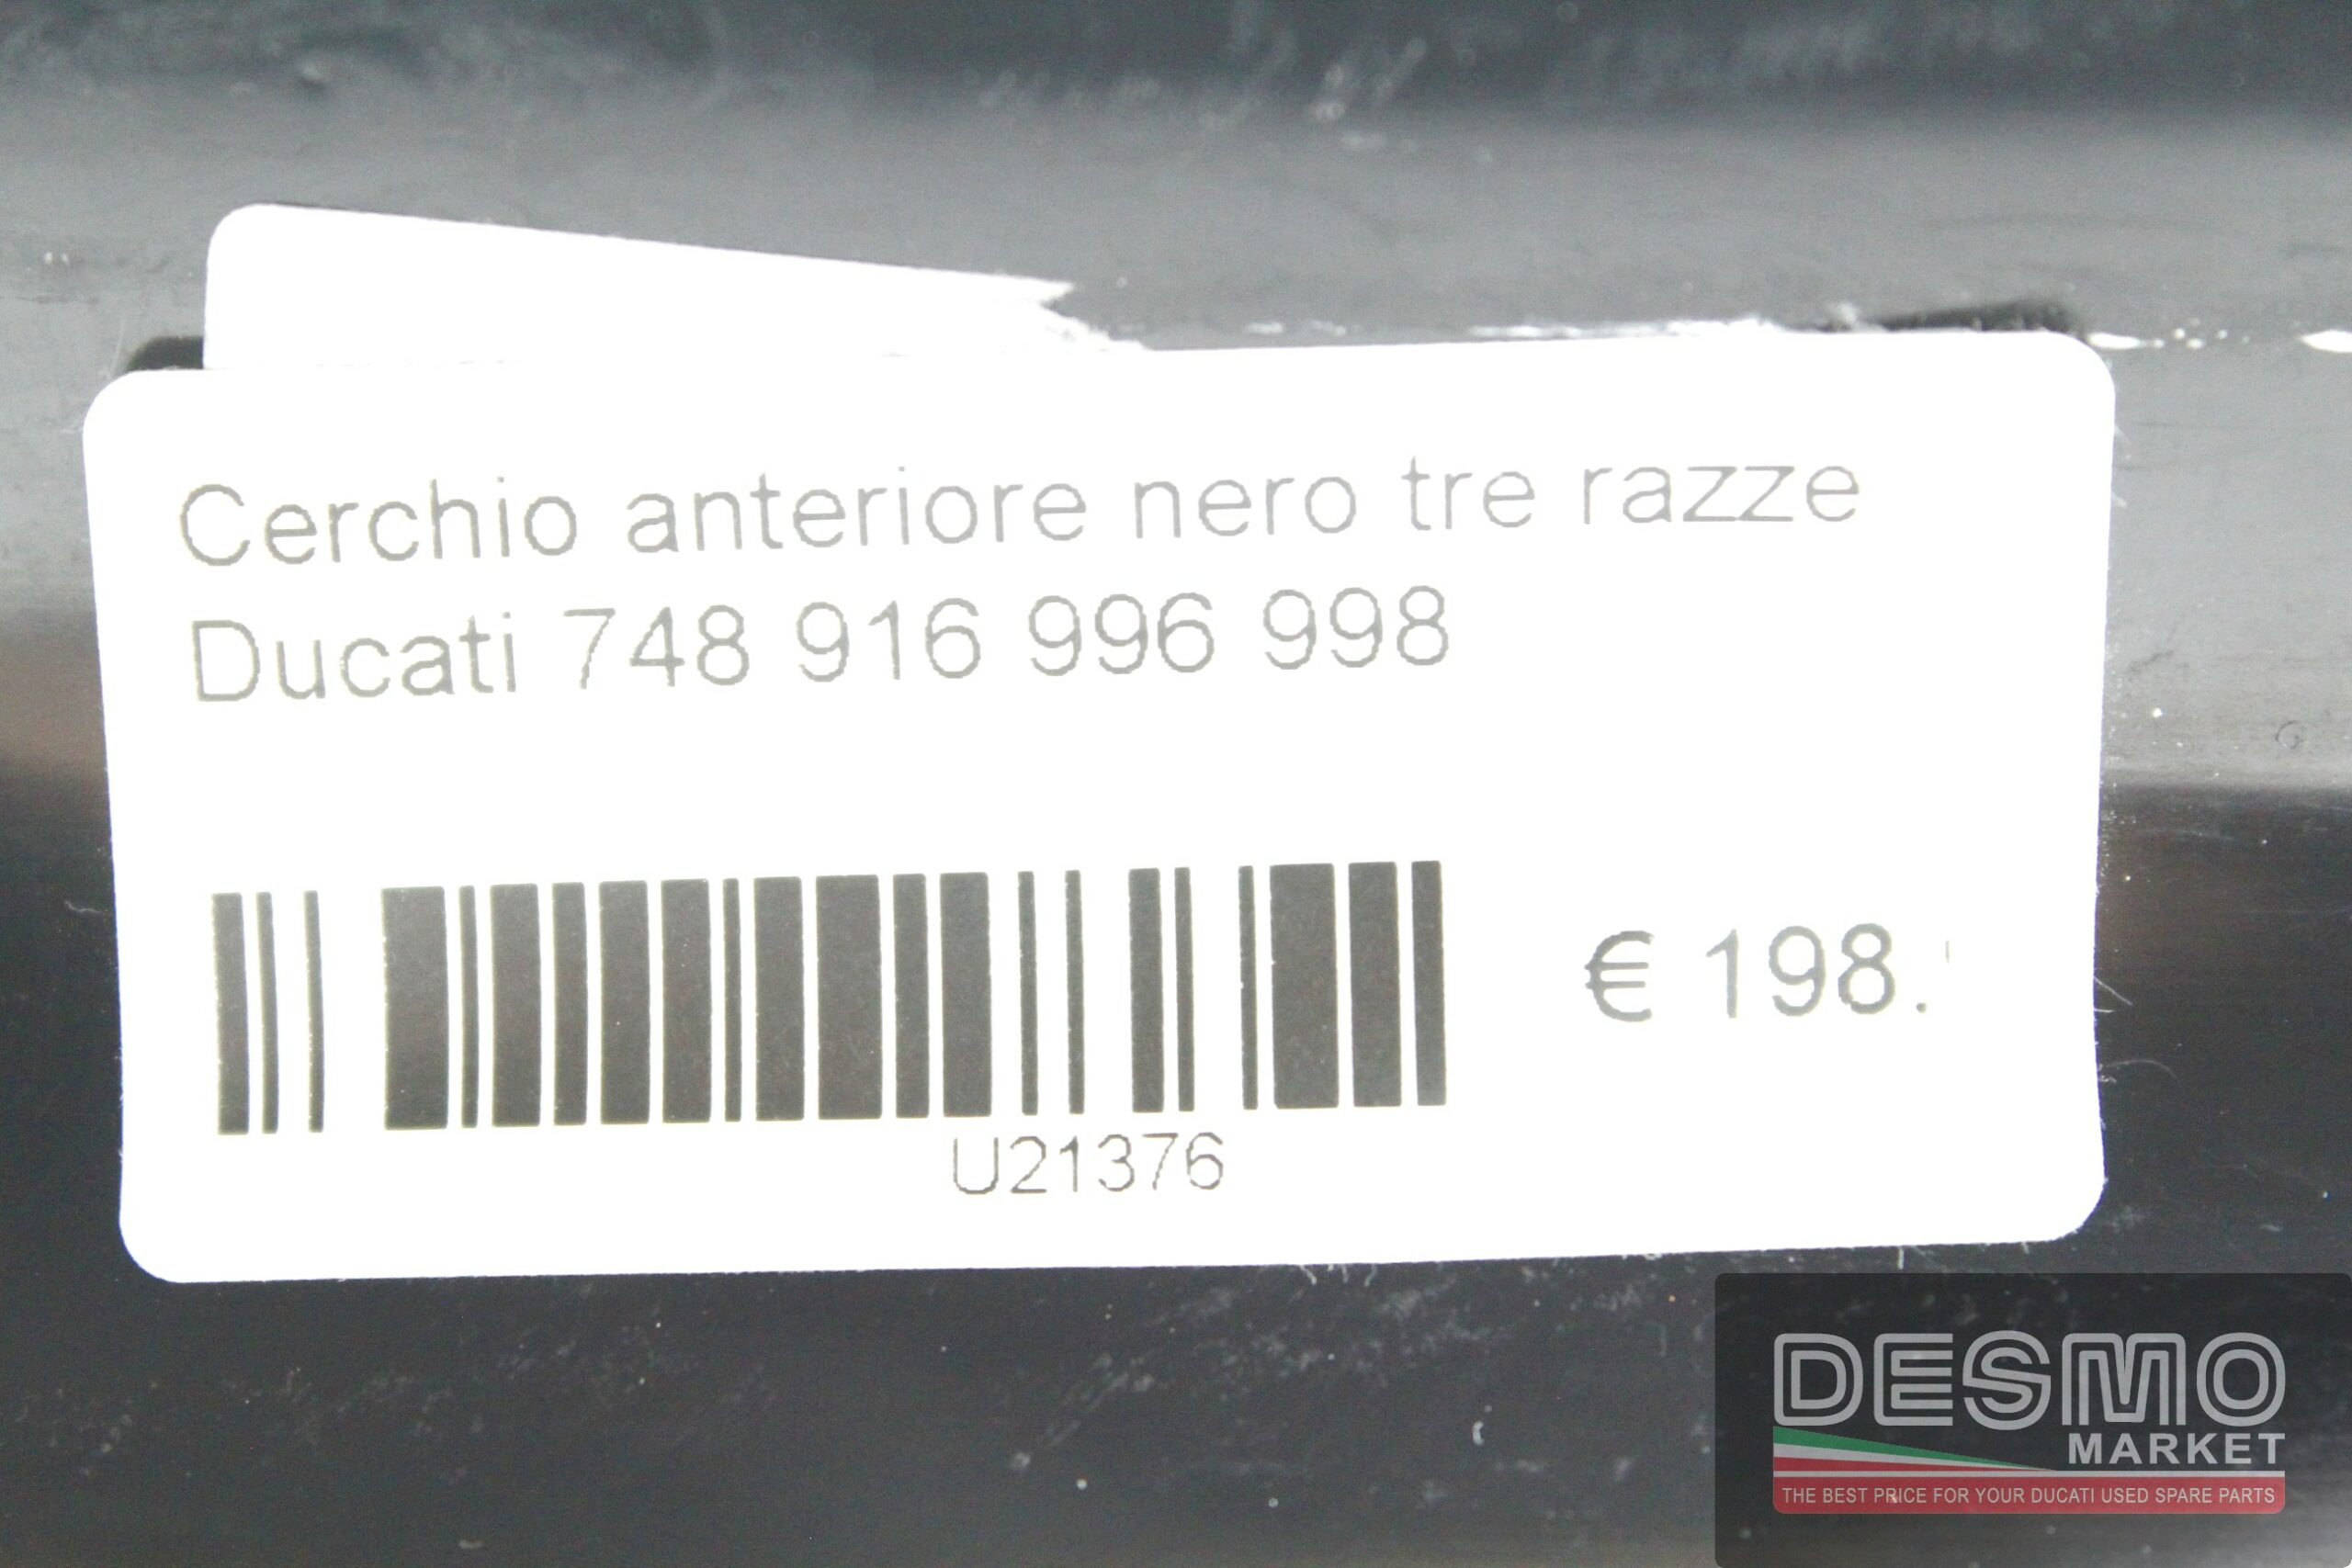 Cerchio anteriore nero tre razze
Ducati 748 916 996 998
€ 198.
U21376
DESMO
MARKET
THE BEST PRICE FOR YOUR DUCATI USED SPARE PARTS